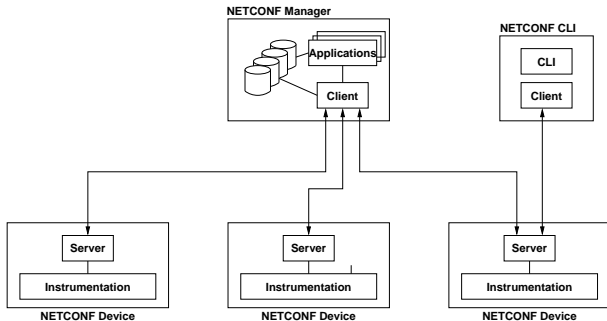 NETCONF Manager
NETCONF CLI
Applications
CLI
Client
Client
Server
Server
Server
Instrumentation
Instrumentation
Instrumentation
NETCONF Device
NETCONF Device
NETCONF Device